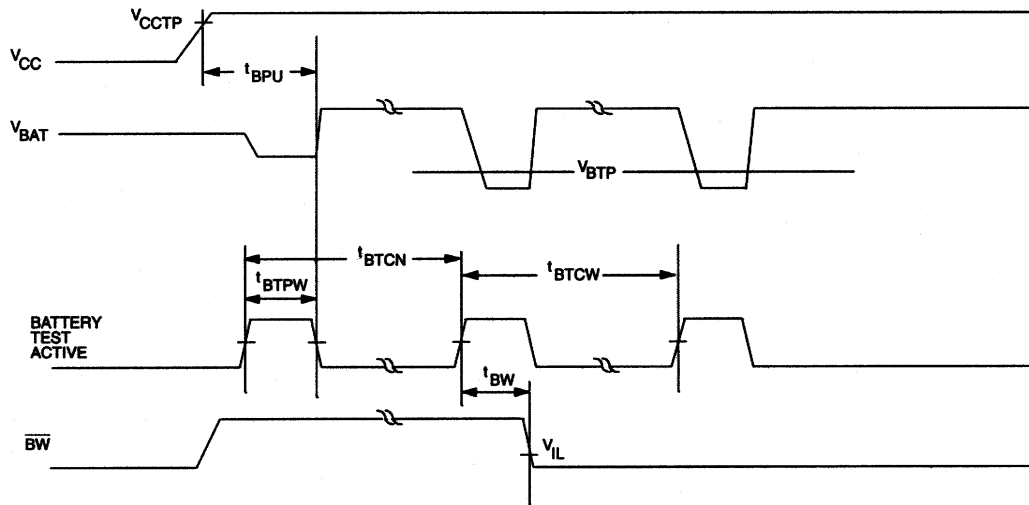 VCCTP
VCC
tBPU
VBAT
VBTP
tBTCN
tBTCW
tBTPW
BATTERY
TEST
ACTIVE
tBW
BW
VIL